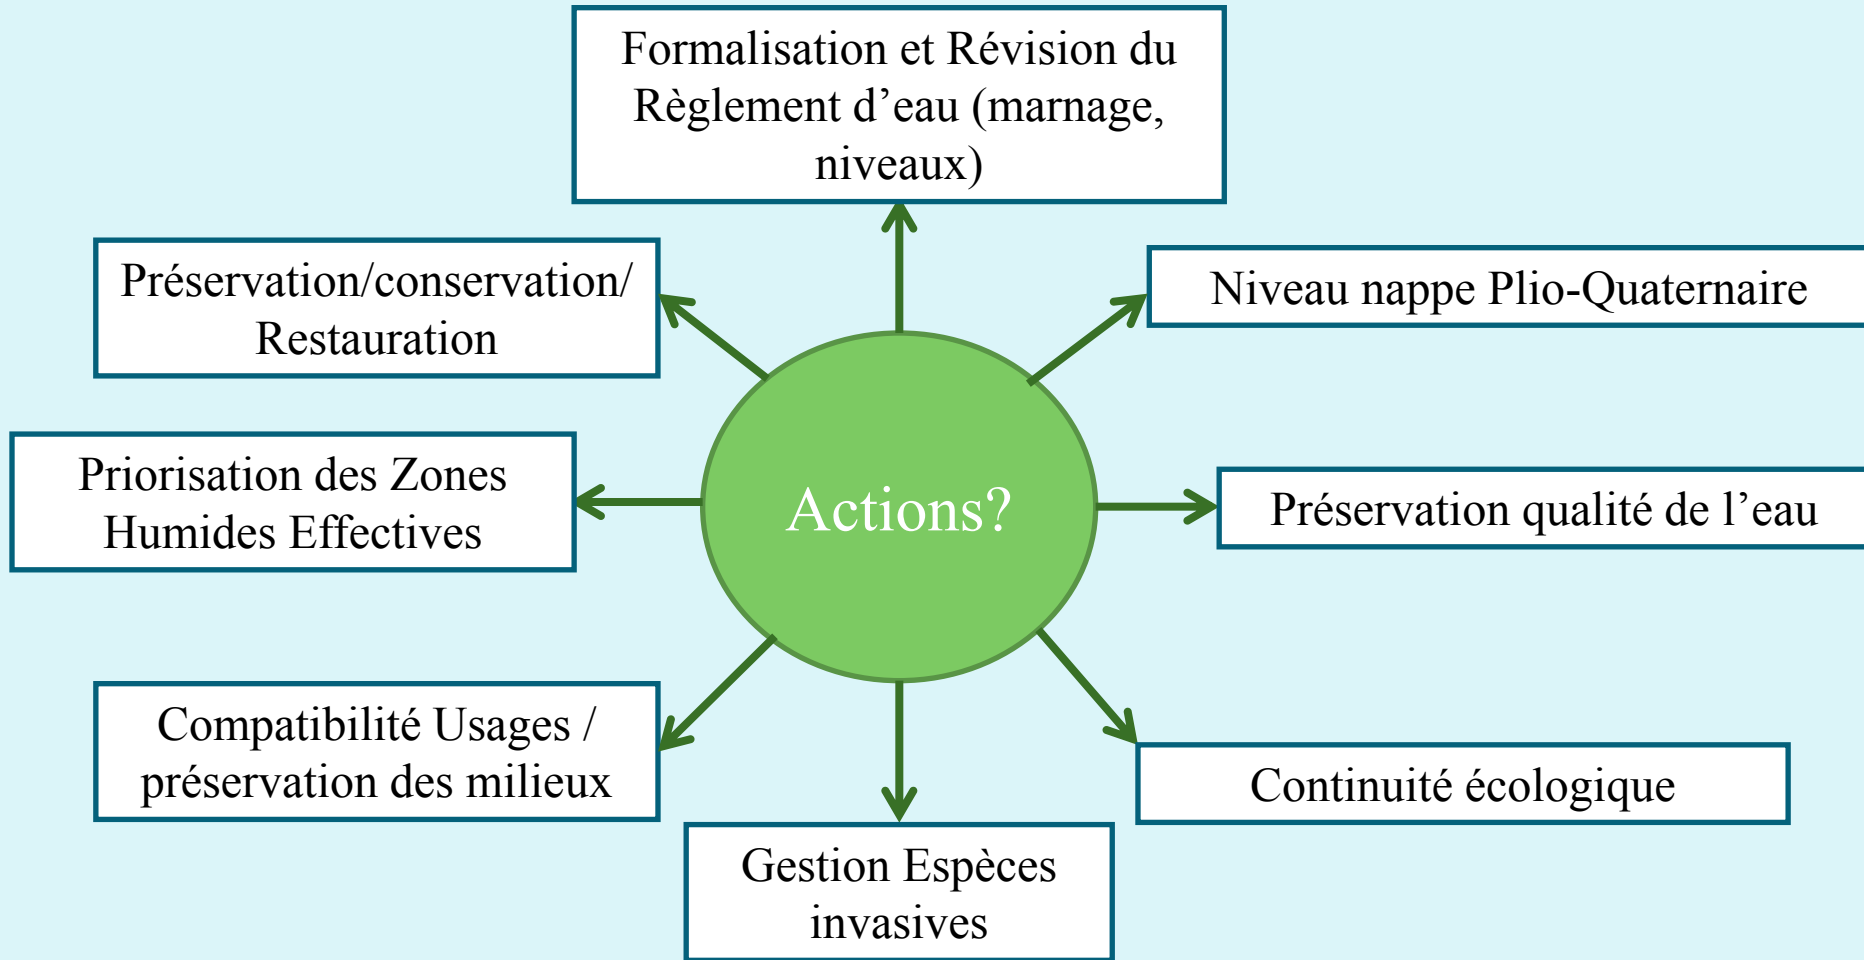 Formalisation et Révision du
Règlement d’eau (marnage,
niveaux)
Préservation/conservation/
Restauration
Niveau nappe Plio-Quaternaire
Priorisation des Zones
Humides Effectives
Actions?
Préservation qualité de l’eau
Compatibilité Usages /
préservation des milieux
Continuité écologique
Gestion Espèces
invasives